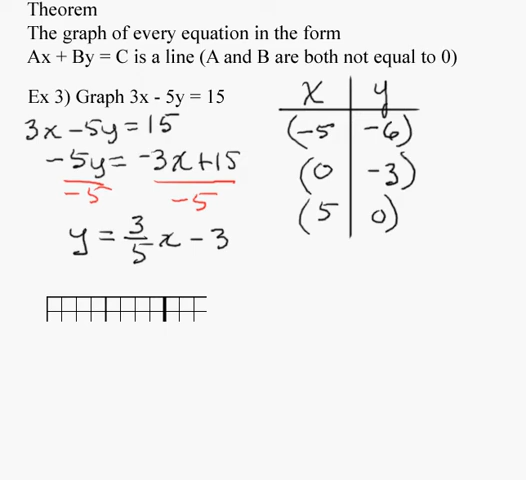 Theorem
The graph of every equation in the form
Ax + By = C is a line (A and B are both not equal to 0)
Ex 3) Graph 3x - 5y = 15
3x - 5y = 15
-5y = -3x + 15
-5 -5
y = 3/5 x - 3
x y
(-5 -6)
(0 -3)
(5 0)